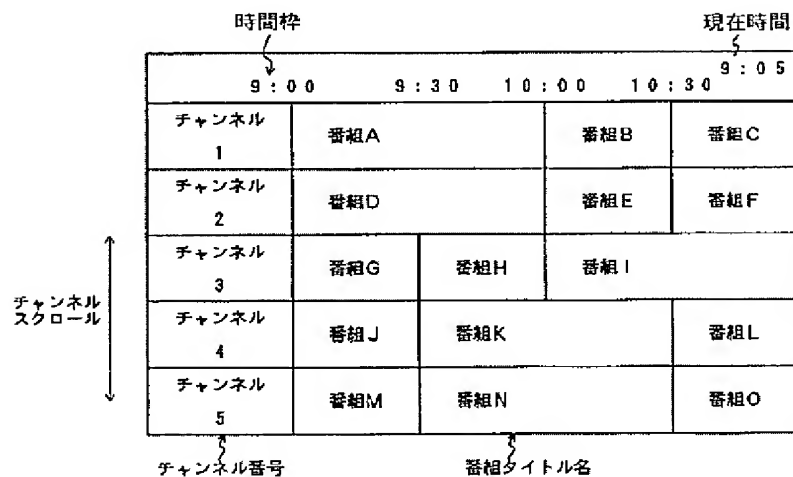 時間枠 現在時間
9:05
9:00 9:30 10:00 10:30
チャンネル
1
番組A 番組B 番組C
チャンネル
2
番組D 番組E 番組F
チャンネル
3
番組G 番組H 番組I
チャンネル
スクロール
チャンネル
4
番組J 番組K 番組L
チャンネル
5
番組M 番組N 番組O
チャンネル番号 番組タイトル名